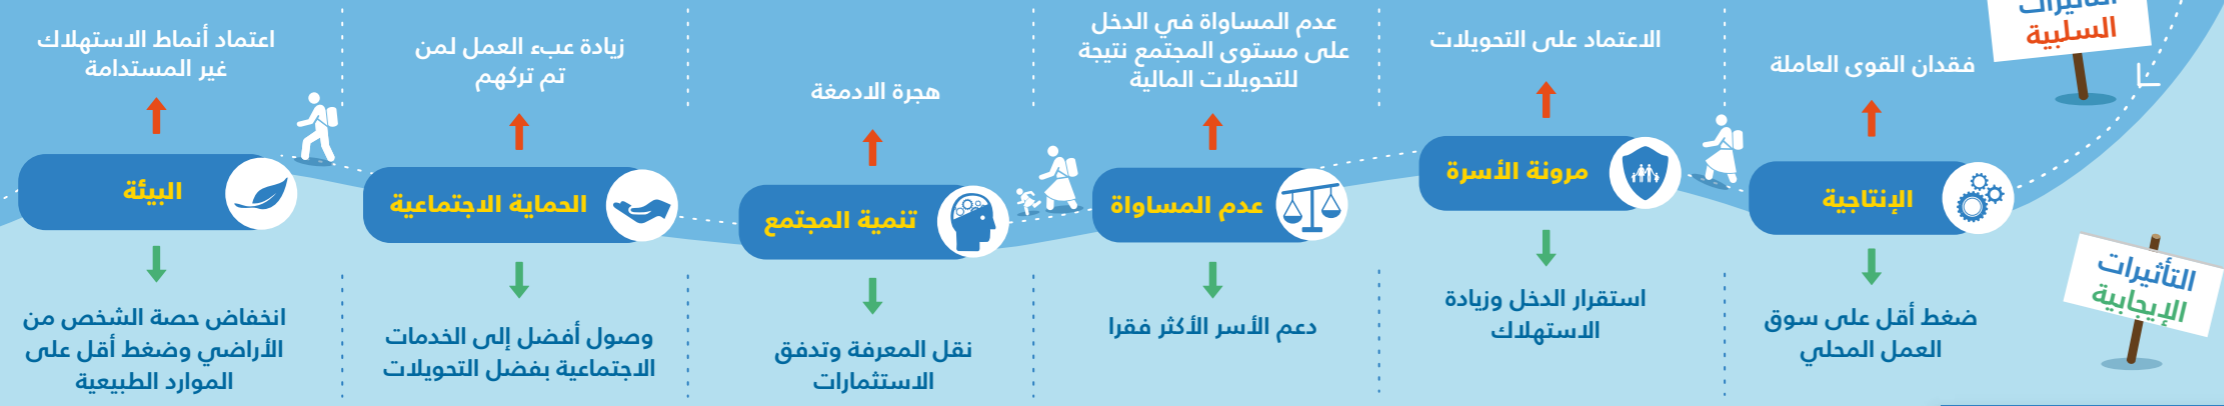 التأثيرات
السلبية
فقدان القوى العاملة
الإنتاجية
ضغط أقل على سوق
العمل المحلي
الاعتماد على التحويلات
مرونة الأسرة
استقرار الدخل وزيادة
الاستهلاك
عدم المساواة في الدخل
على مستوى المجتمع نتيجة
للتحويلات المالية
عدم المساواة
دعم الأسر الأكثر فقرا
هجرة الادمغة
تنمية المجتمع
نقل المعرفة وتدفق
الاستثمارات
زيادة عبء العمل لمن
تم تركهم
الحماية الاجتماعية
وصول أفضل إلى الخدمات
الاجتماعية بفضل التحويلات
اعتماد أنماط الاستهلاك
غير المستدامة
البيئة
انخفاض حصة الشخص من
الأراضي وضغط أقل على
الموارد الطبيعية
التأثيرات
الإيجابية